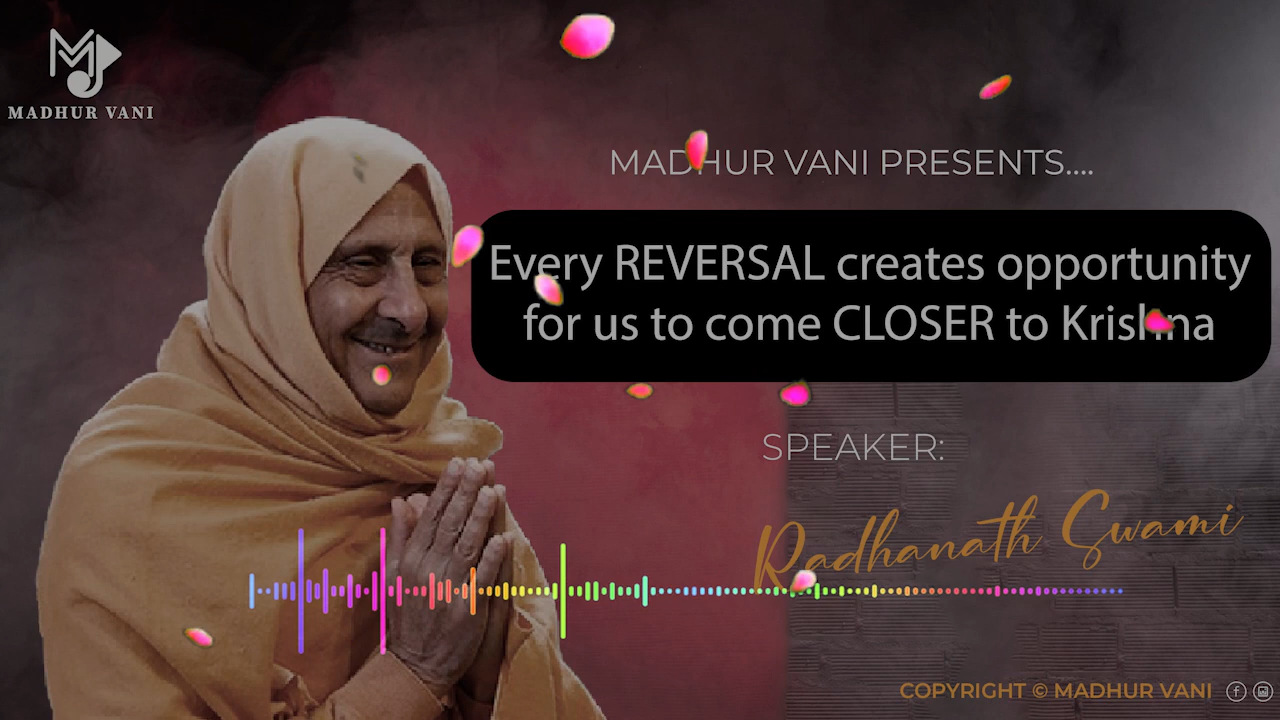 MADHUR VANI
MADHUR VANI PRESENTS....
Every REVERSAL creates opportunity
for us to come CLOSER to Krishna
SPEAKER:
Radhanath Swami
COPYRIGHT © MADHUR VANI